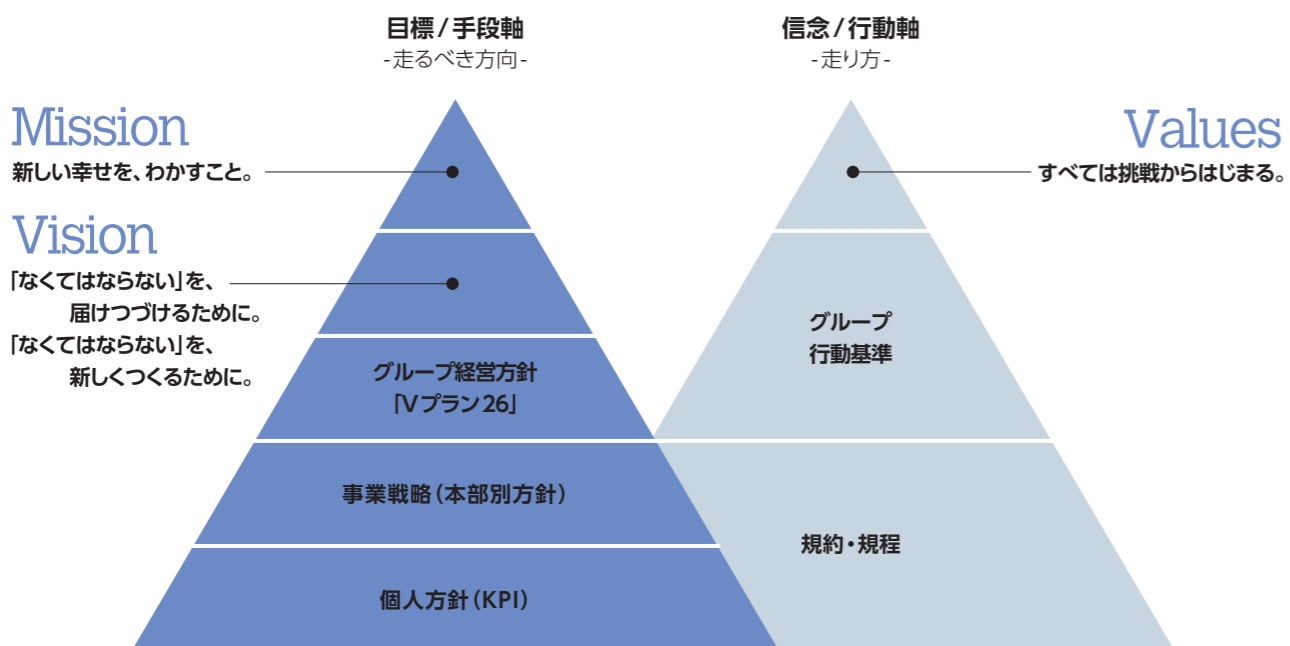 目標/手段軸
-走るべき方向-
信念/行動軸
-走り方-
Mission
新しい幸せを、わかすこと。
Vision
「なくてはならない」を、
届けつづけるために。
「なくてはならない」を、
新しくつくるために。
Values
すべては挑戦からはじまる。
グループ経営方針
「Vプラン26」
事業戦略(本部別方針)
個人方針(KPI)
グループ
行動基準
規約・規程